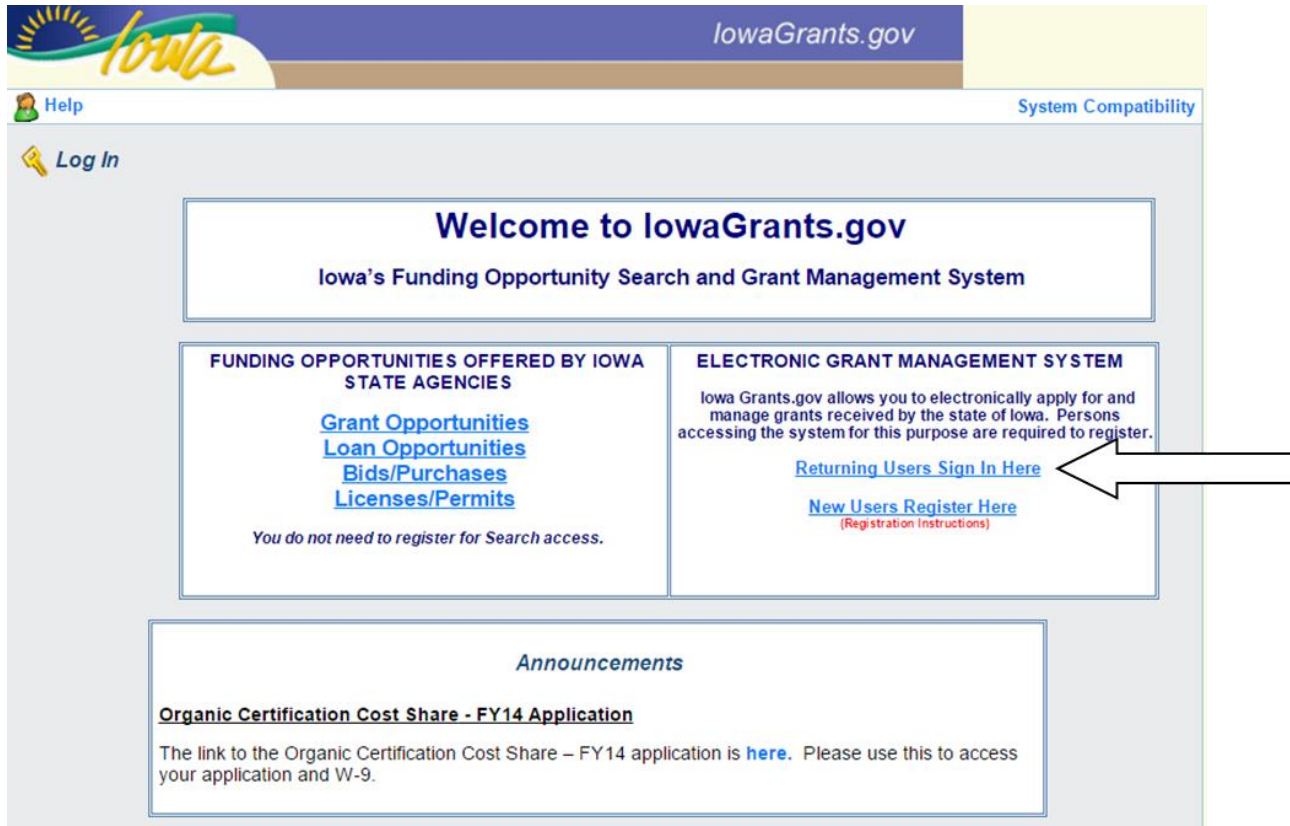 Iowa
IowaGrants.gov
Help
System Compatibility
Log In
Welcome to IowaGrants.gov
Iowa's Funding Opportunity Search and Grant Management System
FUNDING OPPORTUNITIES OFFERED BY IOWA
STATE AGENCIES
Grant Opportunities
Loan Opportunities
Bids/Purchases
Licenses/Permits
You do not need to register for Search access.
ELECTRONIC GRANT MANAGEMENT SYSTEM
Iowa Grants.gov allows you to electronically apply for and
manage grants received by the state of Iowa. Persons
accessing the system for this purpose are required to register.
Returning Users Sign In Here
New Users Register Here
(Registration Instructions)
Announcements
Organic Certification Cost Share - FY14 Application
The link to the Organic Certification Cost Share – FY14 application is here. Please use this to access
your application and W-9.